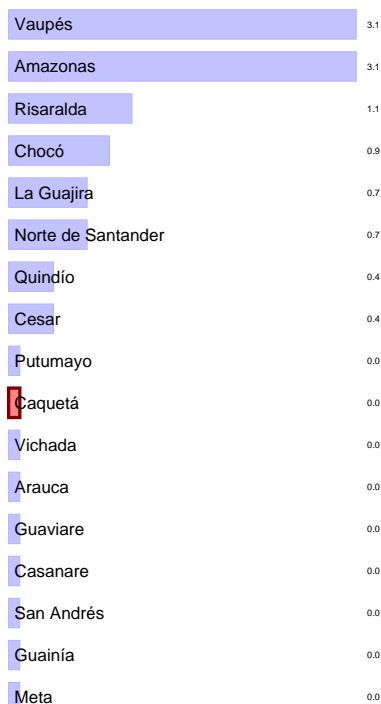 Vaupés 3.1
Amazonas 3.1
Risaralda 1.1
Chocó 0.9
La Guajira 0.7
Norte de Santander 0.7
Quindío 0.4
Cesar 0.4
Putumayo 0.0
Caquetá 0.0
Vichada 0.0
Arauca 0.0
Guaviare 0.0
Casanare 0.0
San Andrés 0.0
Guainía 0.0
Meta 0.0